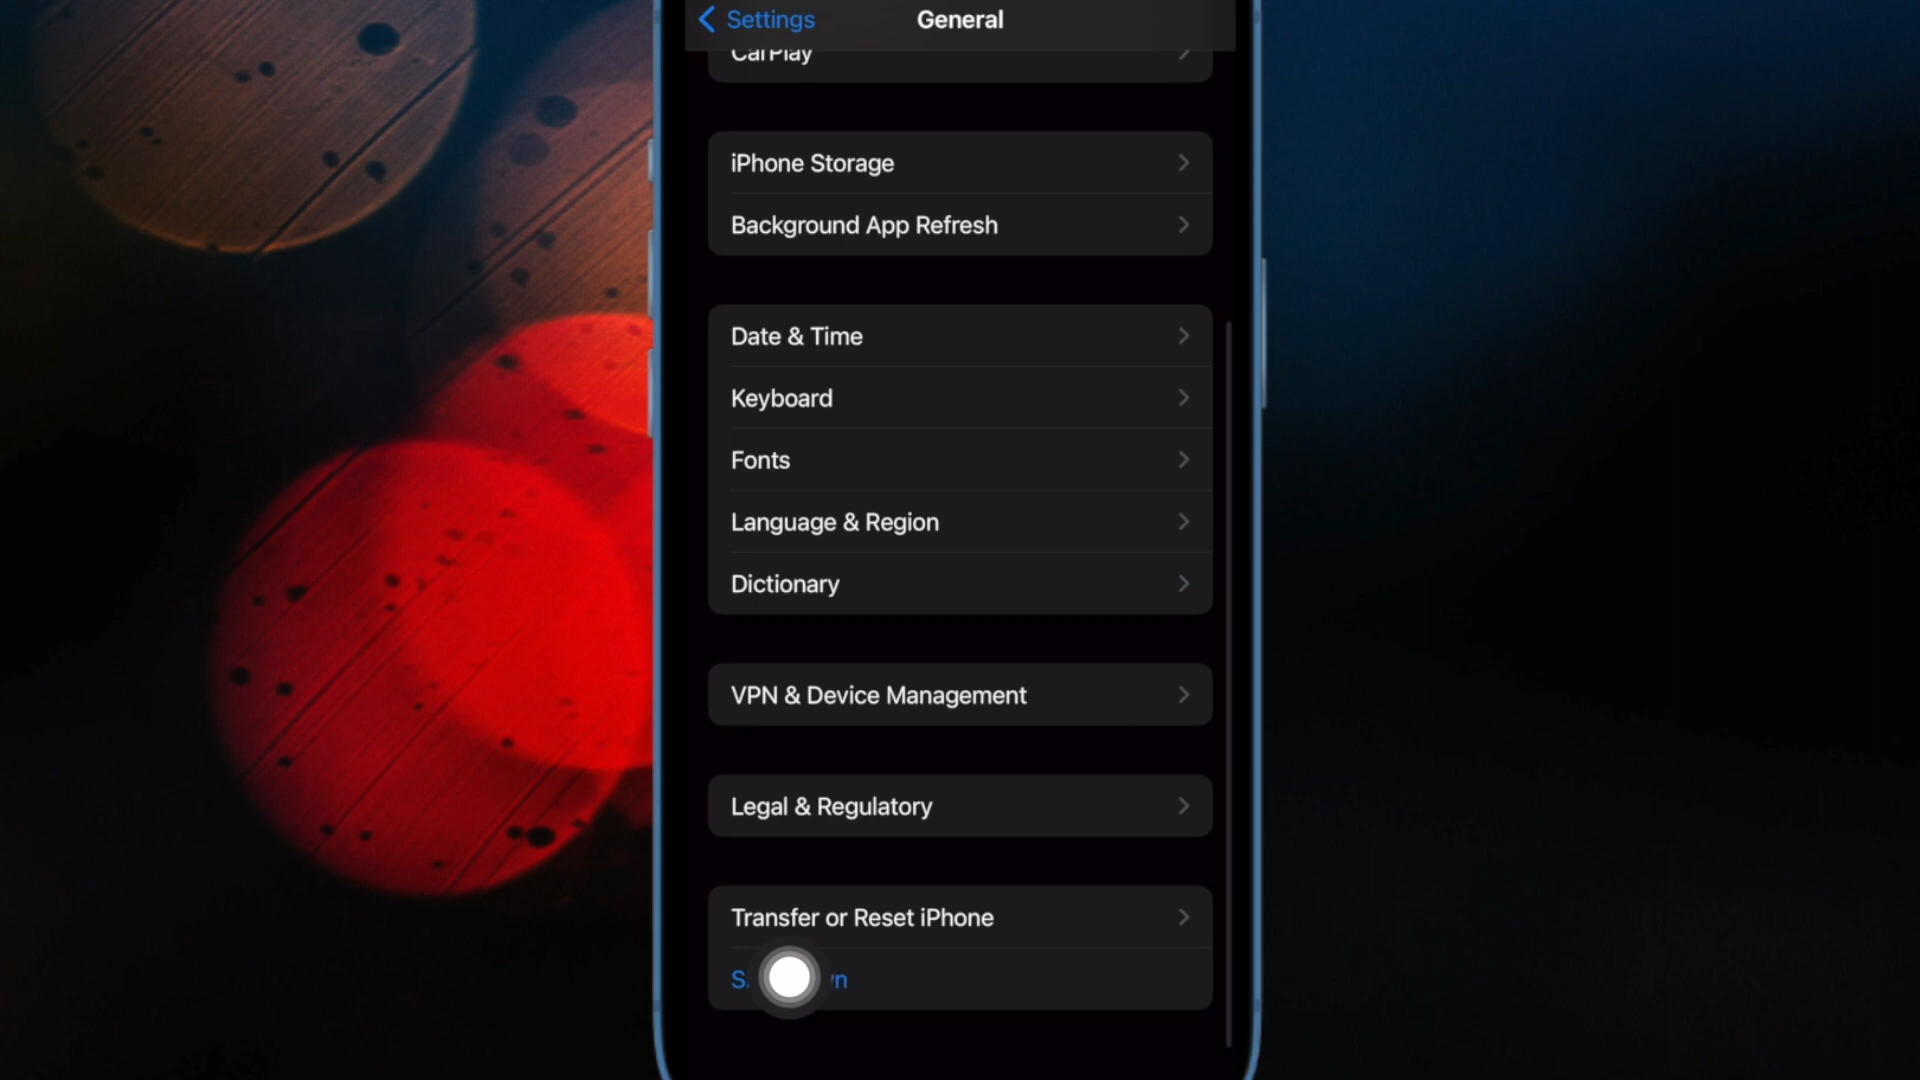 Settings
General
CarPlay
iPhone Storage
Background App Refresh
Date & Time
Keyboard
Fonts
Language & Region
Dictionary
VPN & Device Management
Legal & Regulatory
Transfer or Reset iPhone